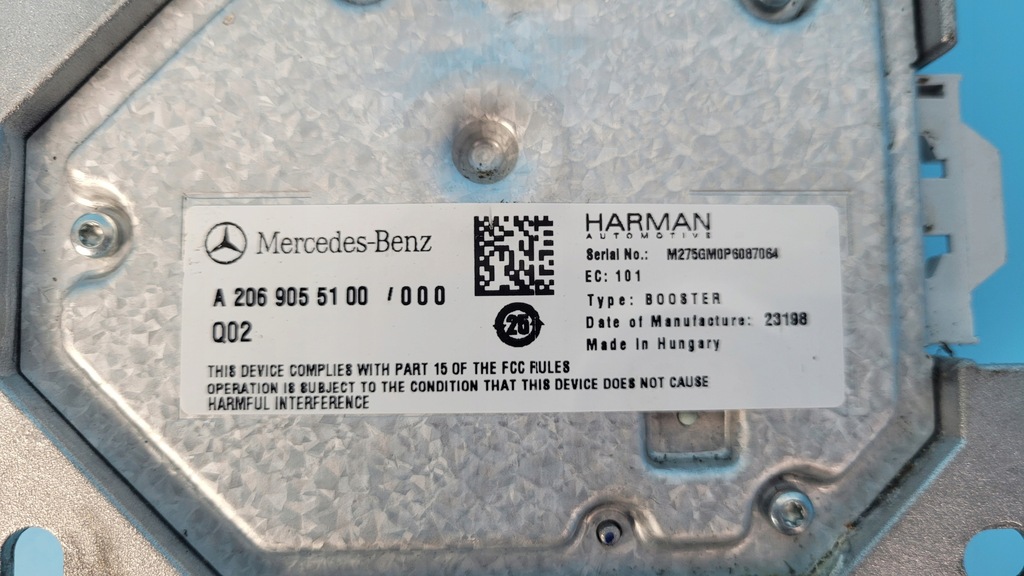 Mercedes-Benz
A 206 905 51 00 /000
Q02
25
HARMAN
AUTOMOTIVE
Serial No.: M275GM0P6087064
EC: 101
Type: BOOSTER
Date of Manufacture: 23198
Made In Hungary
THIS DEVICE COMPLIES WITH PART 15 OF THE FCC RULES
OPERATION IS SUBJECT TO THE CONDITION THAT THIS DEVICE DOES NOT CAUSE
HARMFUL INTERFERENCE